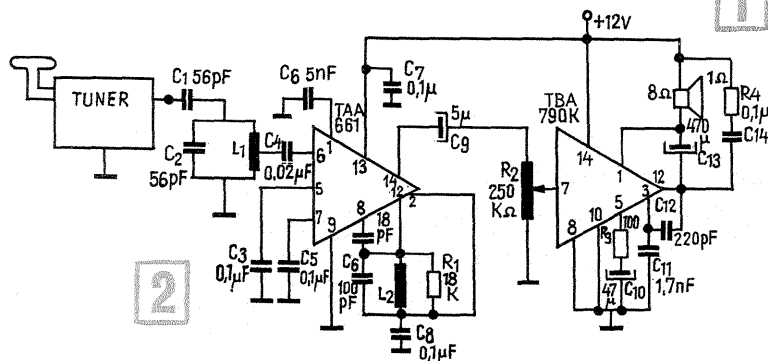 1
+12V
TUNER
C1 56pF
C6 5nF
TAA
661
C7
0,1µ
5µ
C9
TBA
790K
8Ω
1Ω
R4
0,1µ
C14
470
µ
C13
C2
56pF
L1
C4
0,02µF
1
6
5
7
13
14
12
2
8
9
18
pF
R2
250
KΩ
7
14
1
12
3
5
10
8
R3
100
C12
220pF
C3
0,1µF
C5
0,1µF
C6
100
pF
L2
R1
18
K
C8
0,1µF
47
µ
C10
C11
1,7nF
2